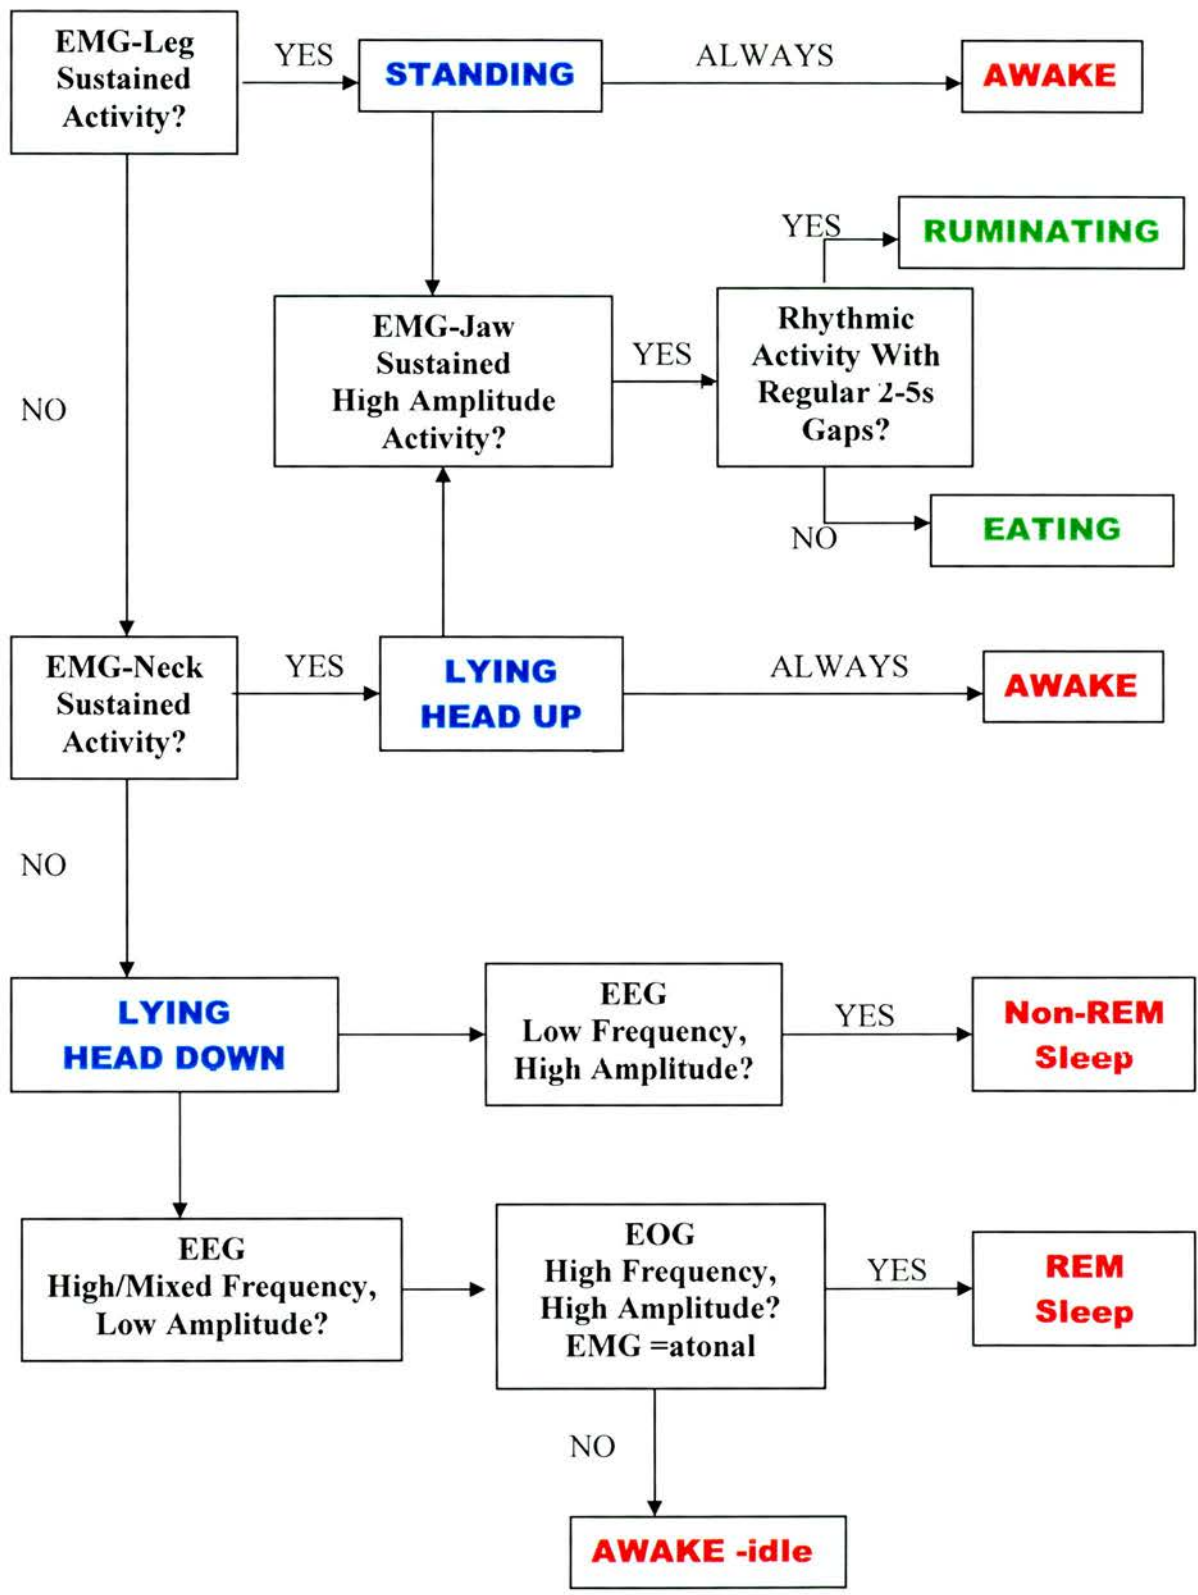 EMG-Leg
Sustained
Activity?
YES
STANDING
ALWAYS
AWAKE
YES
RUMINATING
EMG-Jaw
Sustained
High Amplitude
Activity?
YES
Rhythmic
Activity With
Regular 2-5s
Gaps?
NO
NO
EATING
EMG-Neck
Sustained
Activity?
YES
LYING
HEAD UP
ALWAYS
AWAKE
NO
LYING
HEAD DOWN
EEG
Low Frequency,
High Amplitude?
YES
Non-REM
Sleep
EEG
High/Mixed Frequency,
Low Amplitude?
EOG
High Frequency,
High Amplitude?
EMG =atonal
YES
REM
Sleep
NO
AWAKE -idle